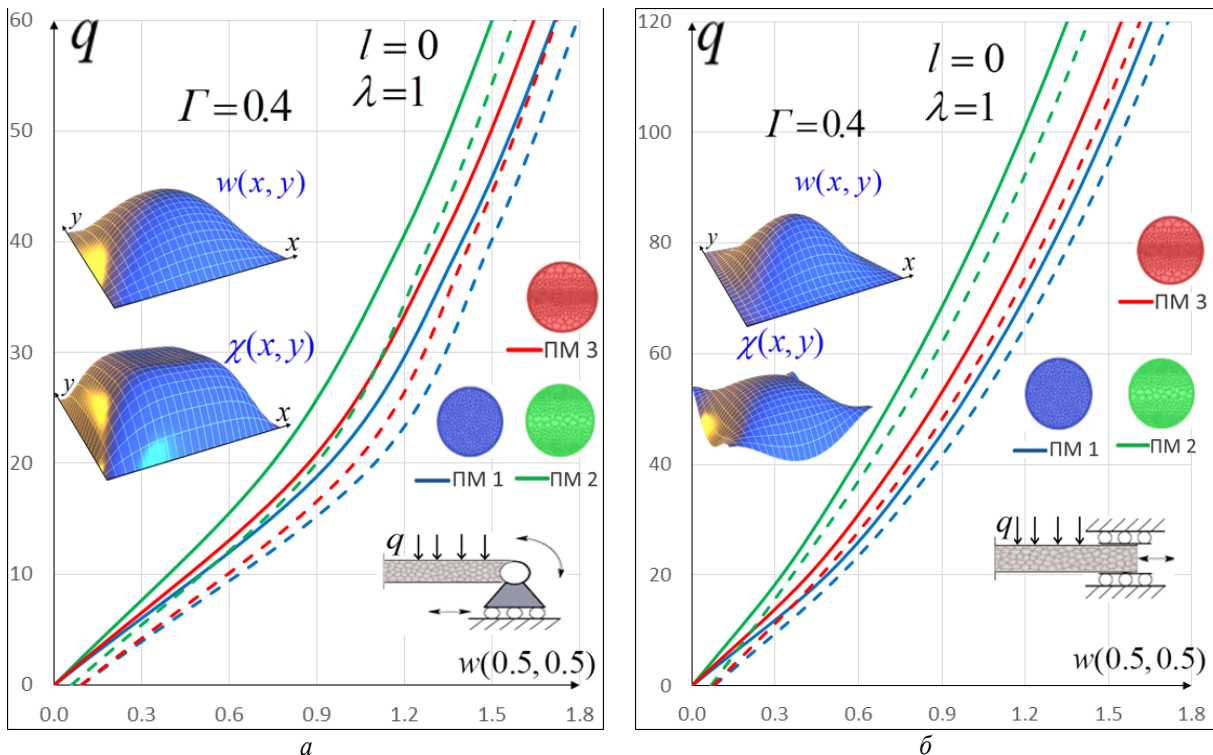 60
50
40
30
20
10
0
q
l = 0
λ=1
Γ=0.4
w(x, y)
y
x
χ(x, y)
y
x
ПМ 3
ПМ 1
ПМ 2
q
w(0.5, 0.5)
0.0 0.3 0.6 0.9 1.2 1.5 1.8
а
120
100
80
60
40
20
0
q
l = 0
λ=1
Γ=0.4
w(x, y)
y
x
χ(x, y)
ПМ 3
ПМ 1
ПМ 2
q
w(0.5, 0.5)
0.0 0.3 0.6 0.9 1.2 1.5 1.8
б